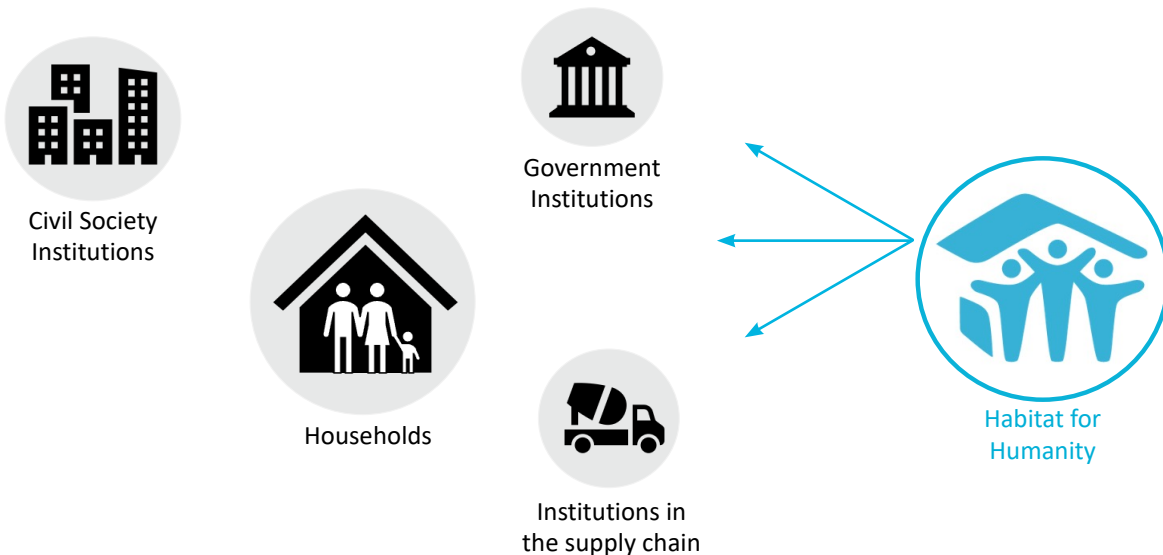 Civil Society
Institutions
Government
Institutions
Households
Institutions in
the supply chain
Habitat for
Humanity